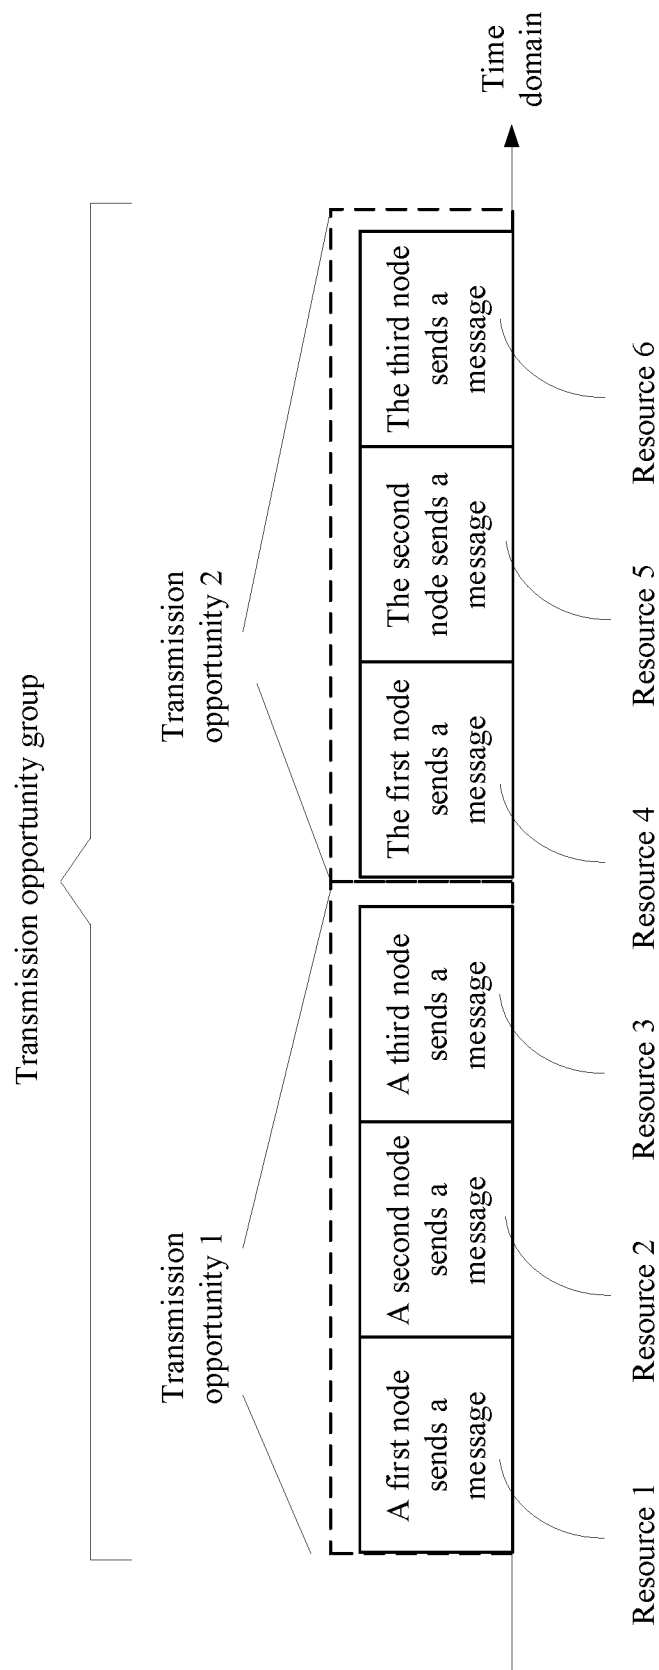 Transmission opportunity group
Transmission
opportunity 1
Transmission
opportunity 2
A first node
sends a
message
A second node
sends a
message
A third node
sends a
message
The first node
sends a
message
The second
node sends a
message
The third node
sends a
message
Time
domain
Resource 1
Resource 2
Resource 3
Resource 4
Resource 5
Resource 6